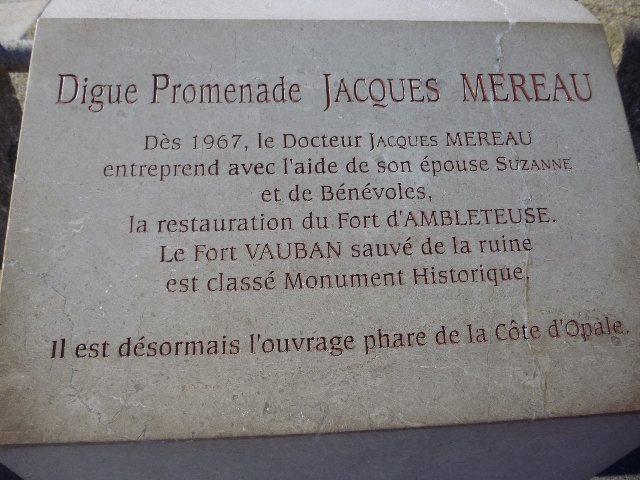 Digue Promenade JACQUES MEREAU
Dès 1967, le Docteur JACQUES MEREAU
entreprend avec l'aide de son épouse SUZANNE
et de Bénévoles,
la restauration du Fort d'AMBLETEUSE.
Le Fort VAUBAN sauvé de la ruine
est classé Monument Historique.
Il est désormais l'ouvrage phare de la Côte d'Opale.